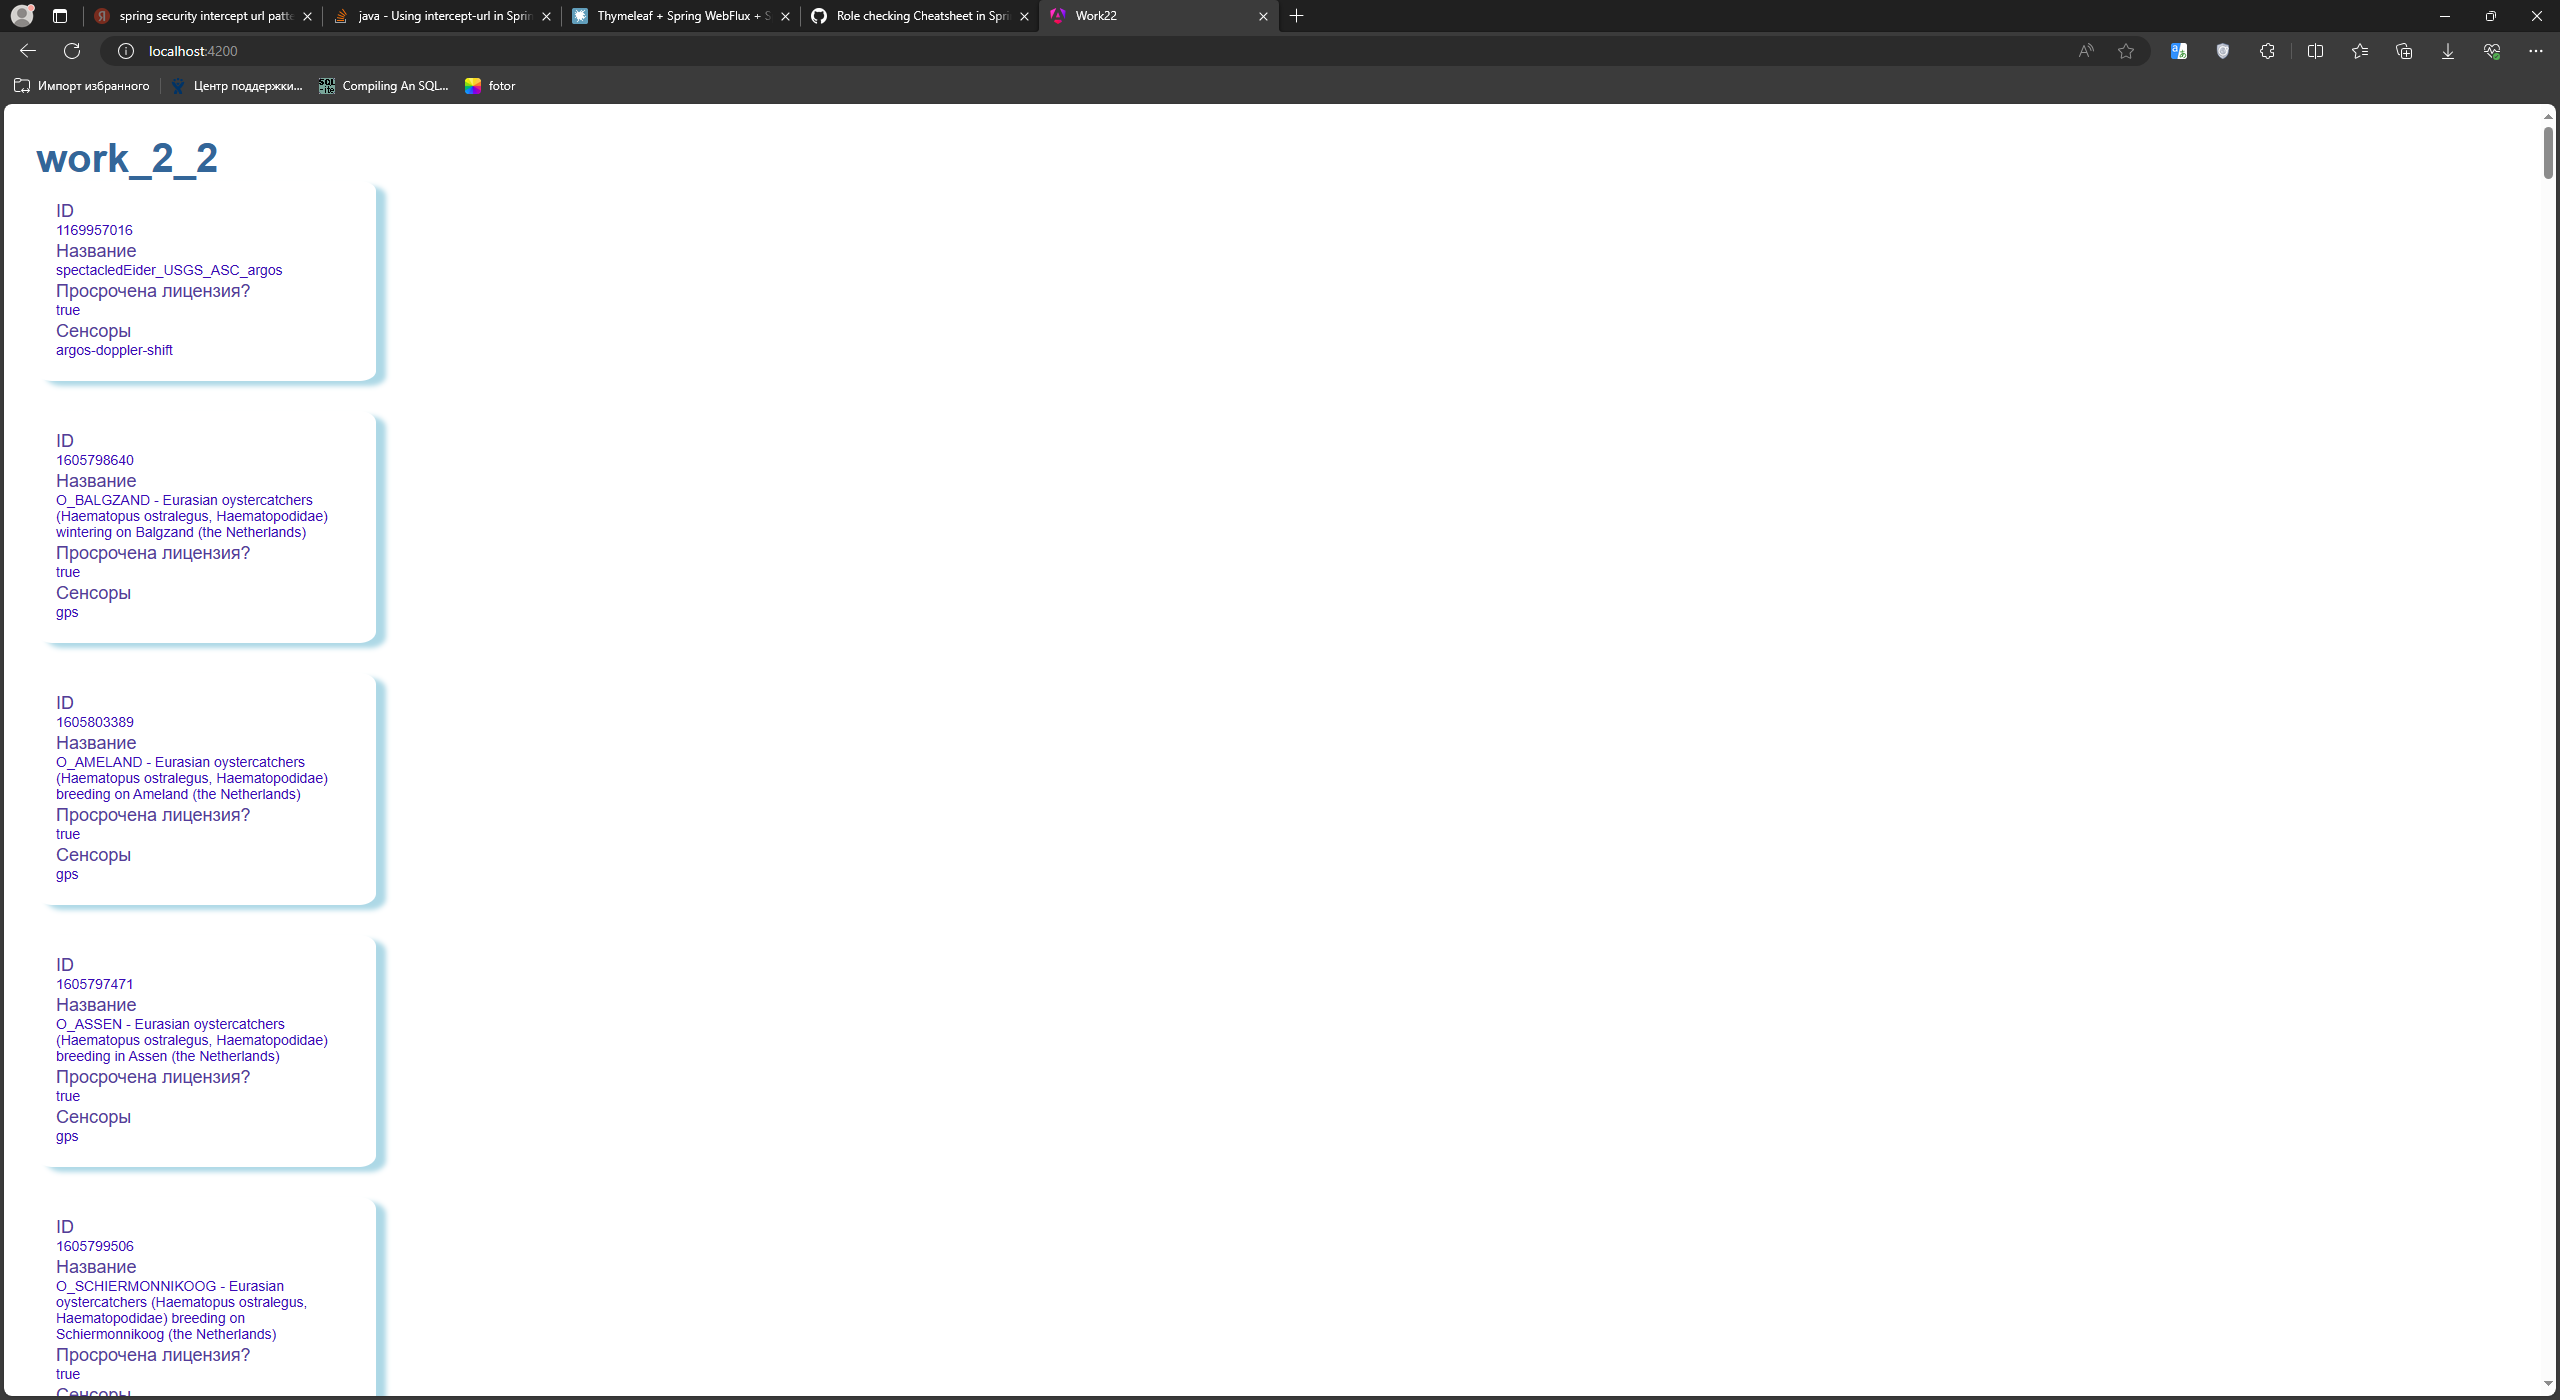 spring security intercept url patte
java - Using intercept-url in Sprin
Thymeleaf + Spring WebFlux + S
Role checking Cheatsheet in Spri
Work22
localhost:4200
Импорт избранного
Центр поддержки...
Compiling An SQL...
fotor
work_2_2
ID
1169957016
Название
spectacledEider_USGS_ASC_argos
Просрочена лицензия?
true
Сенсоры
argos-doppler-shift
ID
1605798640
Название
O_BALGZAND - Eurasian oystercatchers
(Haematopus ostralegus, Haematopodidae)
wintering on Balgzand (the Netherlands)
Просрочена лицензия?
true
Сенсоры
gps
ID
1605803389
Название
O_AMELAND - Eurasian oystercatchers
(Haematopus ostralegus, Haematopodidae)
breeding on Ameland (the Netherlands)
Просрочена лицензия?
true
Сенсоры
gps
ID
1605797471
Название
O_ASSEN - Eurasian oystercatchers
(Haematopus ostralegus, Haematopodidae)
breeding in Assen (the Netherlands)
Просрочена лицензия?
true
Сенсоры
gps
ID
1605799506
Название
O_SCHIERMONNIKOOG - Eurasian
oystercatchers (Haematopus ostralegus,
Haematopodidae) breeding on
Schiermonnikoog (the Netherlands)
Просрочена лицензия?
true
Сенсоры